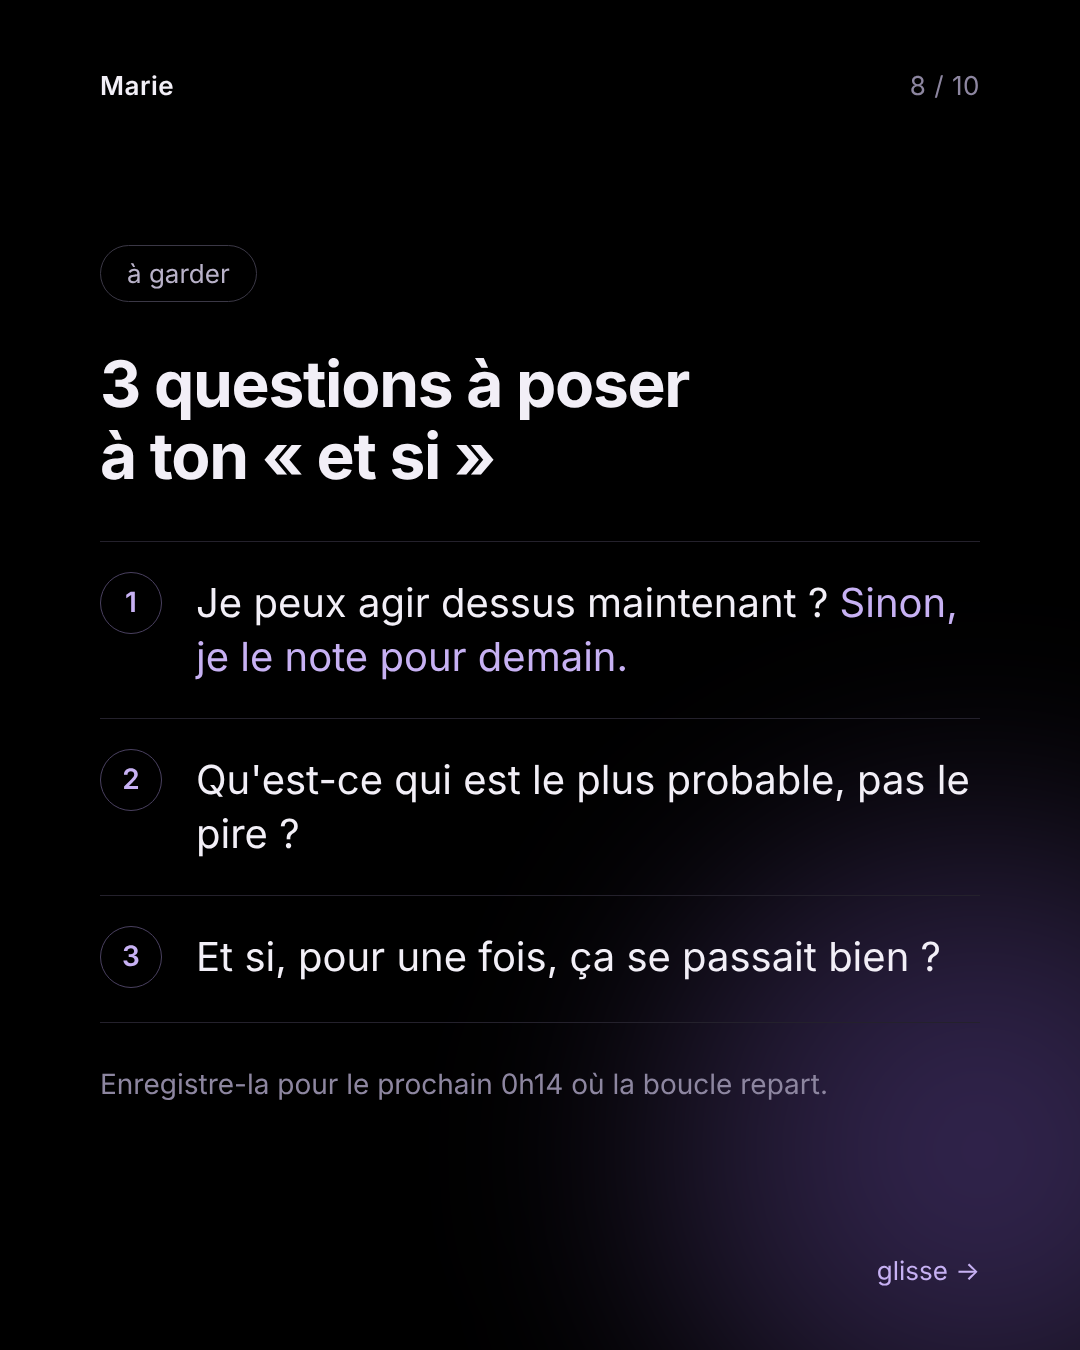 Marie
8 / 10
à garder
3 questions à poser
à ton « et si »
1
Je peux agir dessus maintenant ? Sinon,
je le note pour demain.
2
Qu'est-ce qui est le plus probable, pas le
pire ?
3
Et si, pour une fois, ça se passait bien ?
Enregistre-la pour le prochain 0h14 où la boucle repart.
glisse →